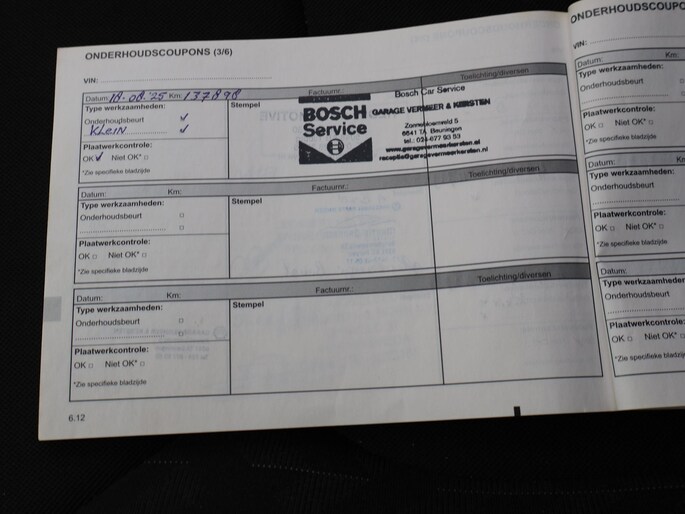 ONDERHOUDSCOUPONS (3/6)
VIN:
Datum: 18-08-'25 Km: 137898 Factuurnr.: Toelichting/diversen
Type werkzaamheden:
Onderhoudsbeurt ✓
KLEIN ✓
Plaatwerkcontrole:
OK ✓ Niet OK* □
*Zie specifieke bladzijde
Stempel
BOSCH
Service
Bosch Car Service
GARAGE VERMEER & KERSTEN
6641 TA Beuningen
tel.: 024-677 93 53
www.garagevermeerkersten.nl
receptie@garagevermeerkersten.nl
Datum: Km: Factuurnr.: Toelichting/diversen
Type werkzaamheden:
Onderhoudsbeurt □
□
Plaatwerkcontrole:
OK □ Niet OK* □
*Zie specifieke bladzijde
Stempel
Datum: Km: Factuurnr.: Toelichting/diversen
Type werkzaamheden:
Onderhoudsbeurt □
□
Plaatwerkcontrole:
OK □ Niet OK* □
*Zie specifieke bladzijde
Stempel
6.12
ONDERHOUDSCOUPO
VIN:
Datum: Km:
Type werkzaamheden:
Onderhoudsbeurt
Plaatwerkcontrole:
OK □ Niet OK*
*Zie specifieke bladzijde
Datum:
Type werkzaamheden:
Onderhoudsbeurt
Plaatwerkcontrole:
OK □ Niet OK*
*Zie specifieke bladzijde
Datum:
Type werkzaamheden:
Onderhoudsbeurt
Plaatwerkcontrole:
OK □ Niet OK*
*Zie specifieke bladzijde